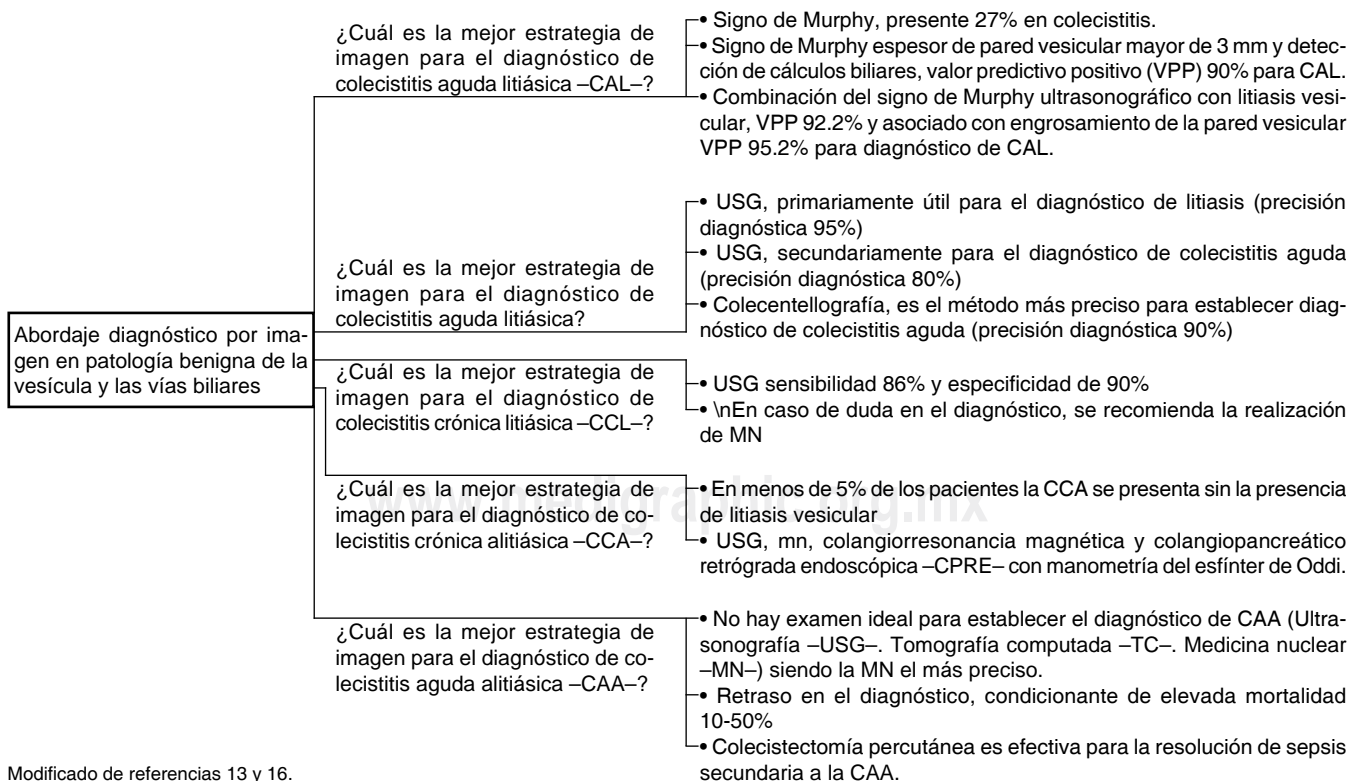 ¿Cuál es la mejor estrategia de
imagen para el diagnóstico de
colecistitis aguda litiásica –CAL–?
• Signo de Murphy, presente 27% en colecistitis.
• Signo de Murphy espesor de pared vesicular mayor de 3 mm y detec-
ción de cálculos biliares, valor predictivo positivo (VPP) 90% para CAL.
• Combinación del signo de Murphy ultrasonográfico con litiasis vesi-
cular, VPP 92.2% y asociado con engrosamiento de la pared vesicular
VPP 95.2% para diagnóstico de CAL.
¿Cuál es la mejor estrategia de
imagen para el diagnóstico de
colecistitis aguda litiásica?
• USG, primariamente útil para el diagnóstico de litiasis (precisión
diagnóstica 95%)
• USG, secundariamente para el diagnóstico de colecistitis aguda
(precisión diagnóstica 80%)
• Colecentellografía, es el método más preciso para establecer diag-
nóstico de colecistitis aguda (precisión diagnóstica 90%)
Abordaje diagnóstico por ima-
gen en patología benigna de la
vesícula y las vías biliares
¿Cuál es la mejor estrategia de
imagen para el diagnóstico de
colecistitis crónica litiásica –CCL–?
• USG sensibilidad 86% y especificidad de 90%
• \nEn caso de duda en el diagnóstico, se recomienda la realización
de MN
¿Cuál es la mejor estrategia de
imagen para el diagnóstico de co-
lecistitis crónica alitiásica –CCA–?
• En menos de 5% de los pacientes la CCA se presenta sin la presencia
de litiasis vesicular
• USG, mn, colangiorresonancia magnética y colangiopancreático
retrógrada endoscópica –CPRE– con manometría del esfínter de Oddi.
www.medigraphic.org.mx
¿Cuál es la mejor estrategia de
imagen para el diagnóstico de co-
lecistitis aguda alitiásica –CAA–?
• No hay examen ideal para establecer el diagnóstico de CAA (Ultra-
sonografía –USG–. Tomografía computada –TC–. Medicina nuclear
–MN–) siendo la MN el más preciso.
• Retraso en el diagnóstico, condicionante de elevada mortalidad
10-50%
• Colecistectomía percutánea es efectiva para la resolución de sepsis
secundaria a la CAA.
Modificado de referencias 13 y 16.